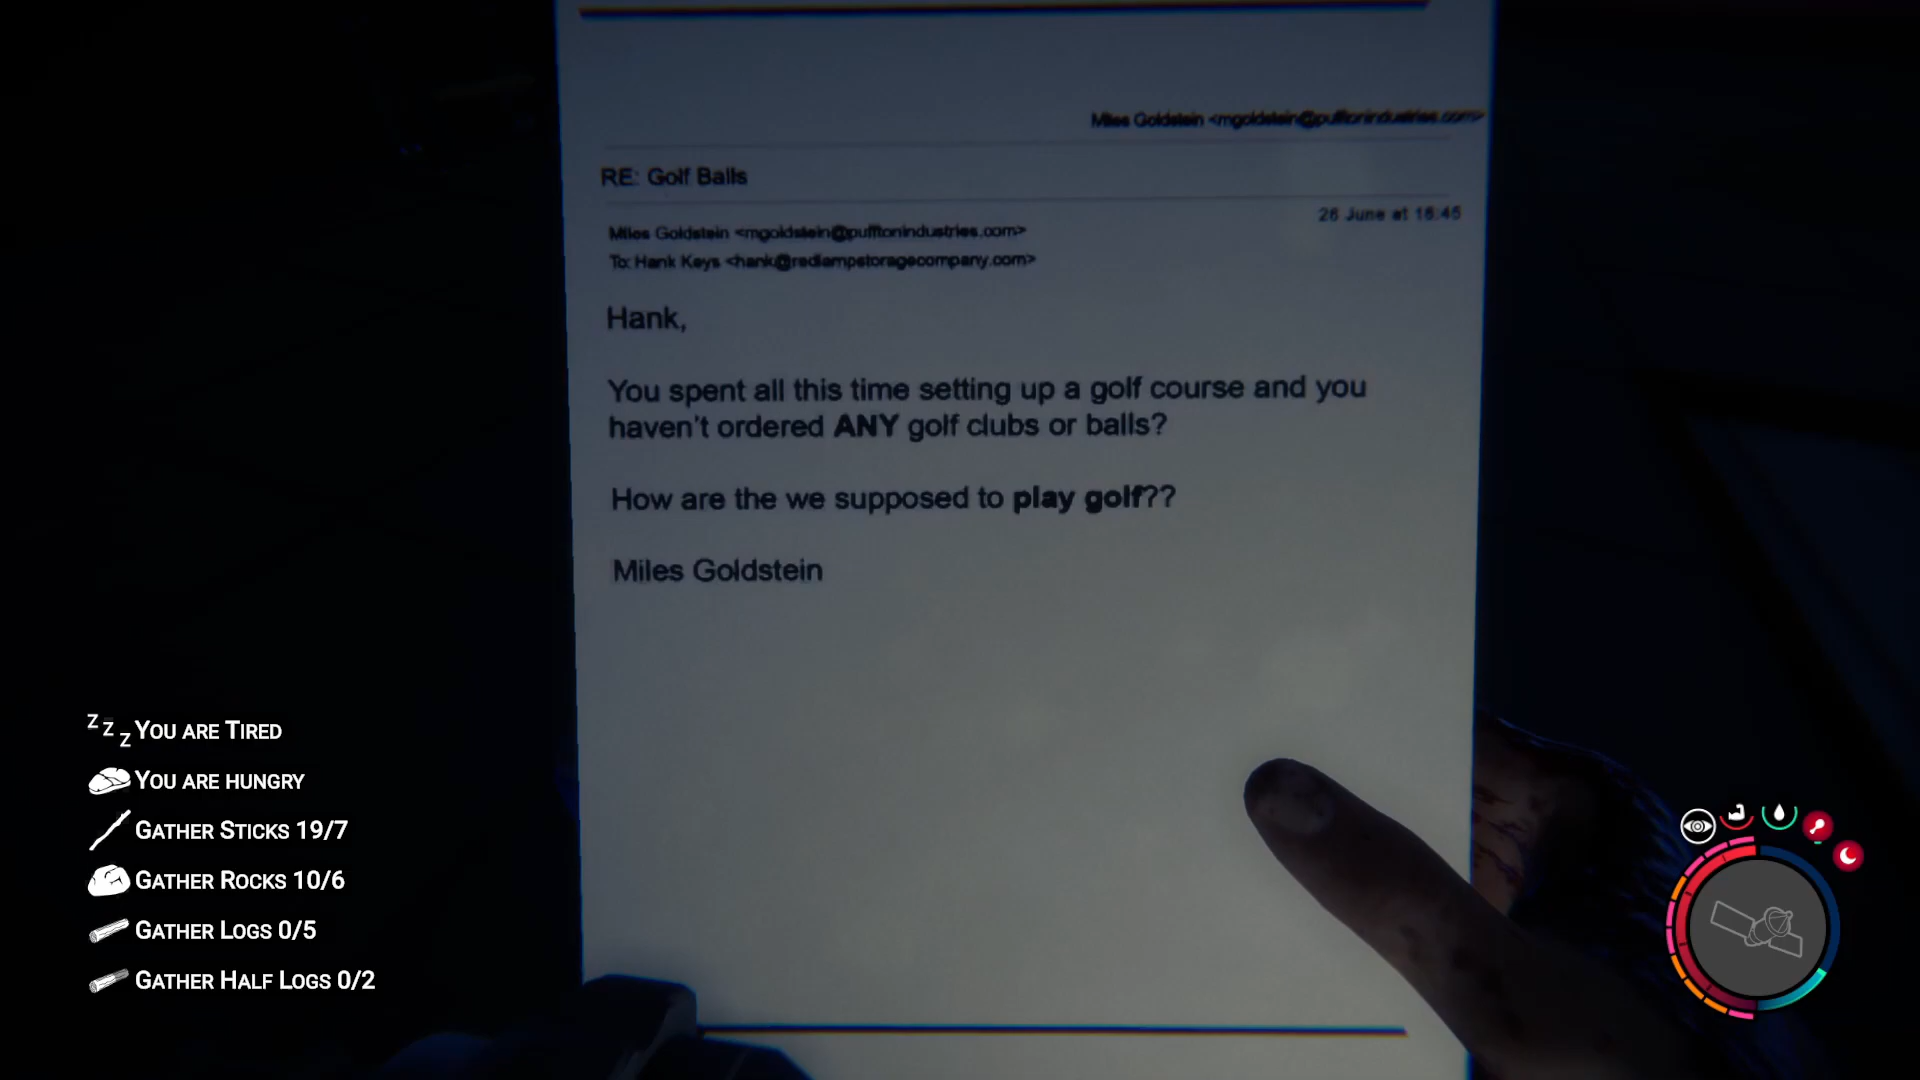 Miles Goldstein <mgoldstein@pufftonindustries.com>
RE: Golf Balls
26 June at 16:45
Miles Goldstein <mgoldstein@pufftonindustries.com>
To: Hank Keys <hank@redlampstoragecompany.com>
Hank,
You spent all this time setting up a golf course and you
haven't ordered ANY golf clubs or balls?
How are the we supposed to play golf??
Miles Goldstein
z z z You are Tired
You are hungry
Gather Sticks 19/7
Gather Rocks 10/6
Gather Logs 0/5
Gather Half Logs 0/2